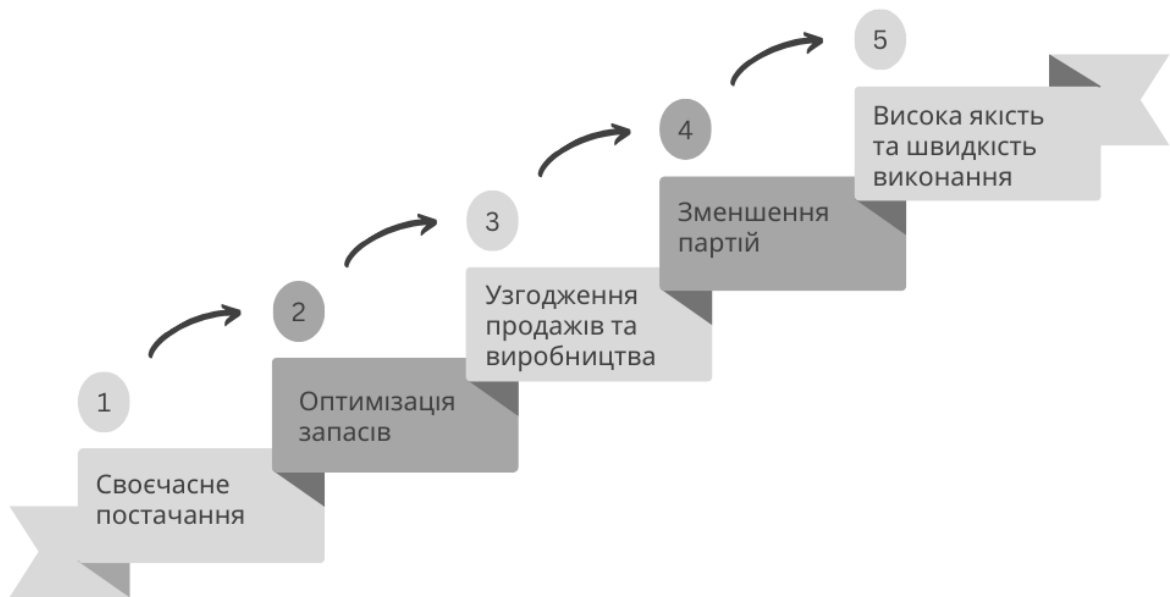 1
Своєчасне
постачання
2
Оптимізація
запасів
3
Узгодження
продажів та
виробництва
4
Зменшення
партій
5
Висока якість
та швидкість
виконання